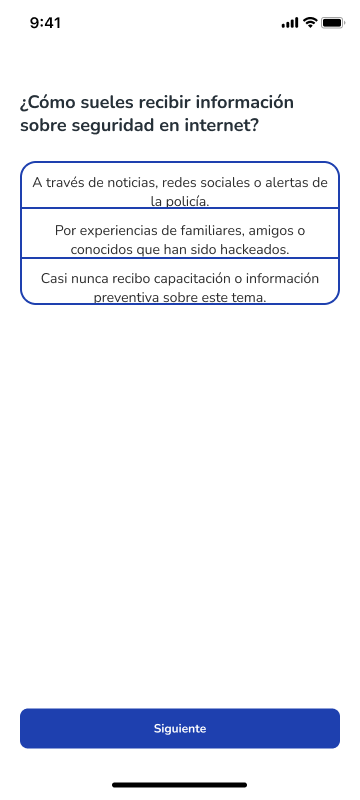 9:41
¿Cómo sueles recibir información
sobre seguridad en internet?
A través de noticias, redes sociales o alertas de
la policía.
Por experiencias de familiares, amigos o
conocidos que han sido hackeados.
Casi nunca recibo capacitación o información
preventiva sobre este tema.
Siguiente